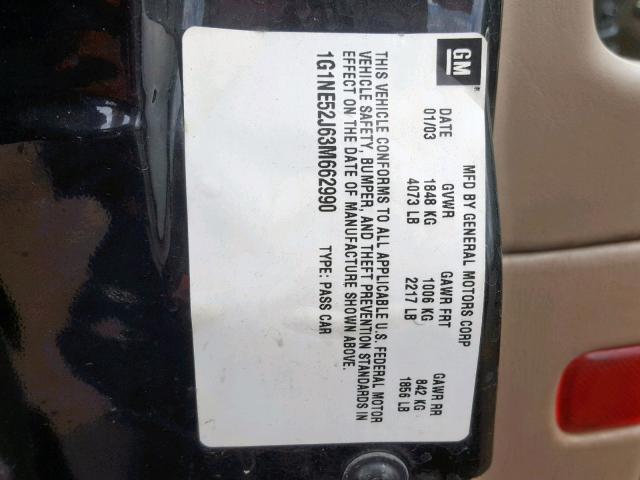 GM
MFD BY GENERAL MOTORS CORP
DATE GVWR GAWR FRT GAWR RR
01/03 1848 KG 1006 KG 842 KG
4073 LB 2217 LB 1856 LB
THIS VEHICLE CONFORMS TO ALL APPLICABLE U.S. FEDERAL MOTOR
VEHICLE SAFETY, BUMPER, AND THEFT PREVENTION STANDARDS IN
EFFECT ON THE DATE OF MANUFACTURE SHOWN ABOVE.
1G1NE52J63M662990 TYPE: PASS CAR